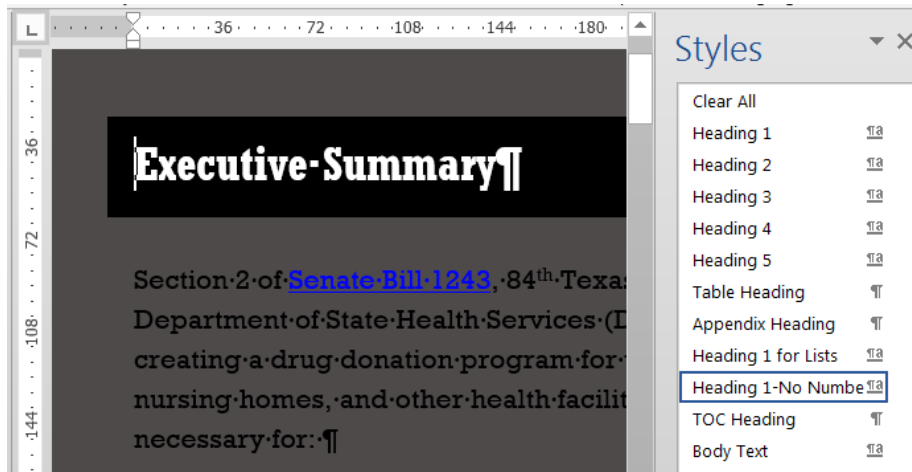 L
36 72 108 144 180
Styles
Executive Summary¶
Section 2 of Senate Bill 1243, 84th Texas
Department of State Health Services (D
creating a drug donation program for
nursing homes, and other health facilit
necessary for: ¶
36
72
108
144
Clear All
Heading 1 ¶a
Heading 2 ¶a
Heading 3 ¶a
Heading 4 ¶a
Heading 5 ¶a
Table Heading ¶
Appendix Heading ¶
Heading 1 for Lists ¶a
Heading 1-No Numbe ¶a
TOC Heading ¶
Body Text ¶a